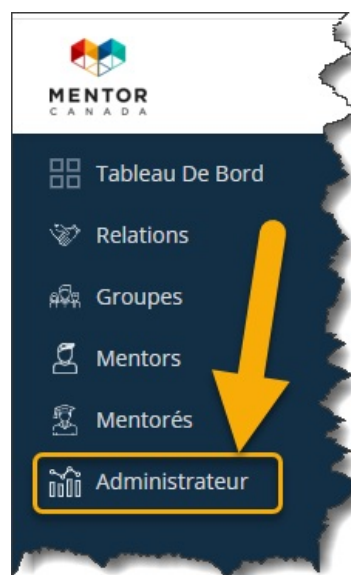 MENTOR
CANADA
Tableau De Bord
Relations
Groupes
Mentors
Mentorés
Administrateur